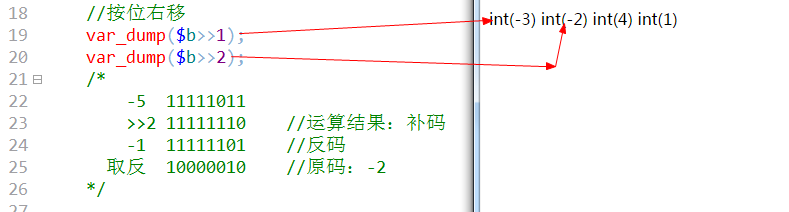 18 //按位右移
19 var_dump($b>>1);
20 var_dump($b>>2);
21 /*
22 -5 11111011
23 >>2 11111110 //运算结果：补码
24 -1 11111101 //反码
25 取反 10000010 //原码：-2
26 */
27
int(-3) int(-2) int(4) int(1)